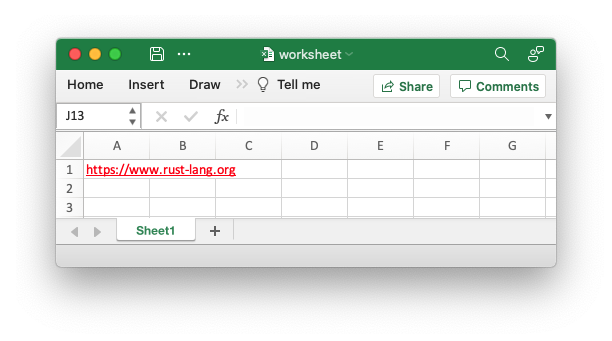 worksheet
Home Insert Draw >> Tell me Share Comments
J13 fx
A B C D E F G
1 https://www.rust-lang.org
2
3
Sheet1 +